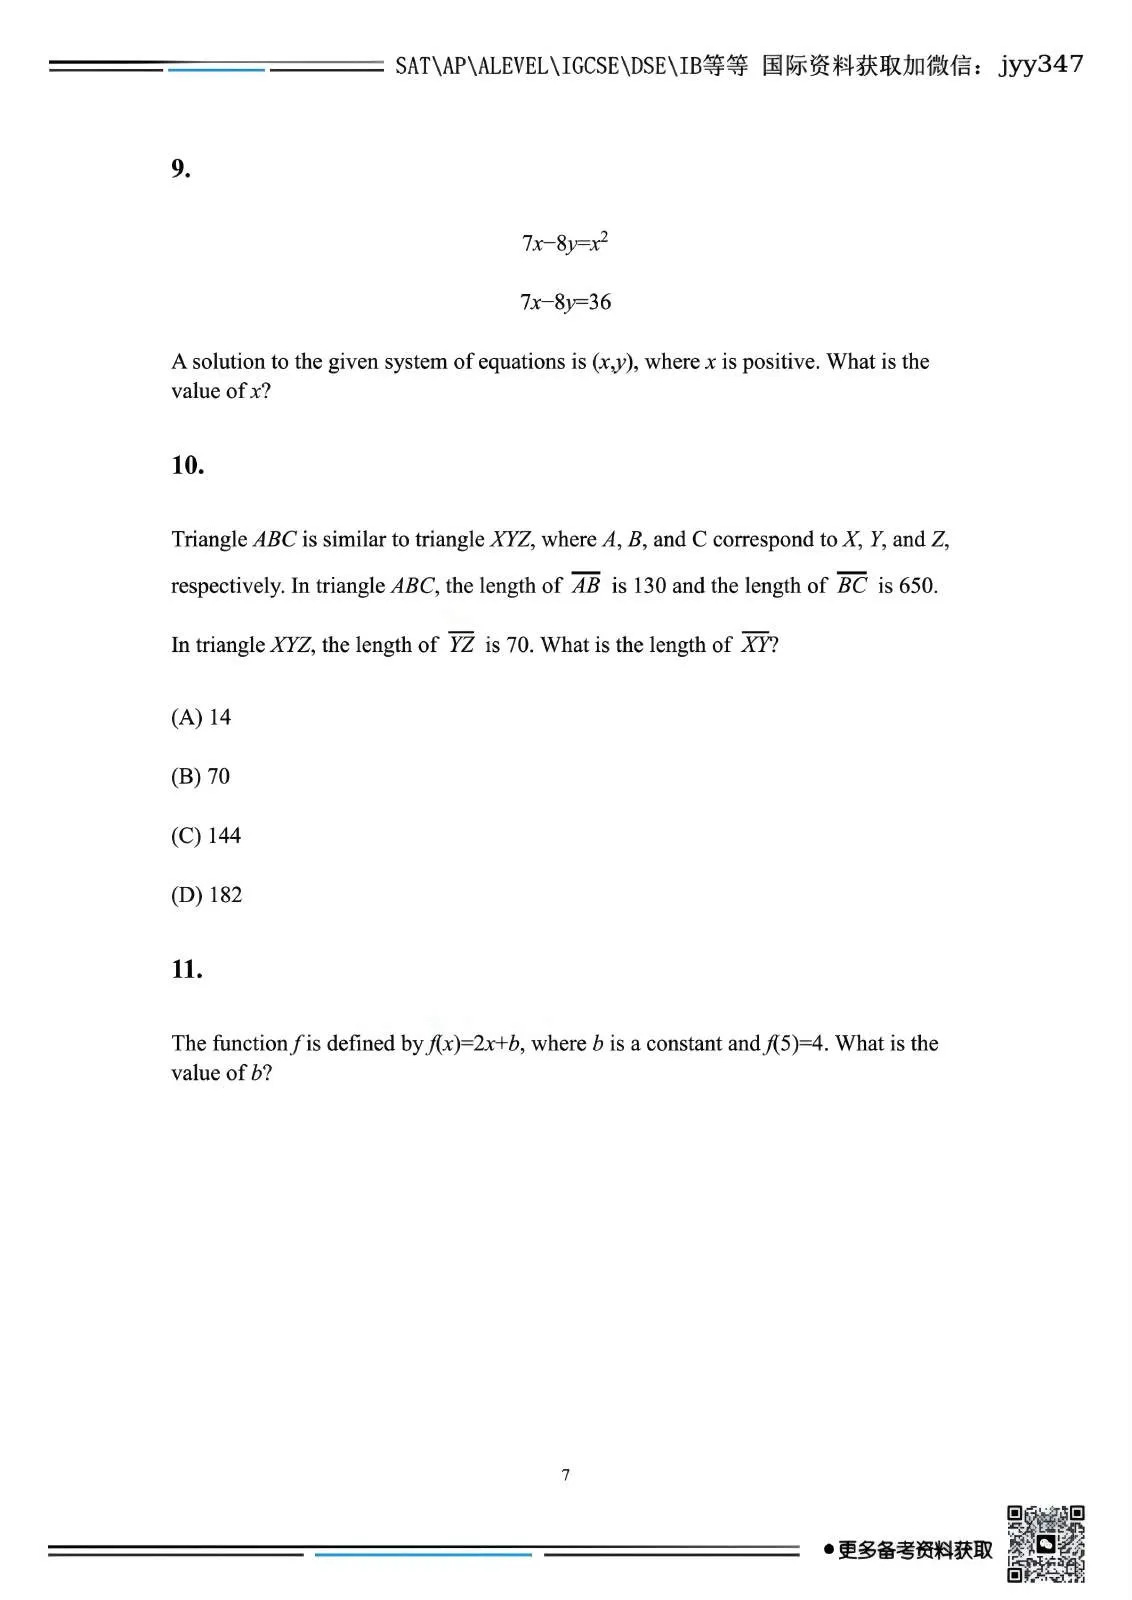 SAT\AP\ALEVEL\IGCSE\DSE\IB等等 国际资料获取加微信：jyy347
9.
7x−8y=x²
7x−8y=36
A solution to the given system of equations is (x,y), where x is positive. What is the
value of x?
10.
Triangle ABC is similar to triangle XYZ, where A, B, and C correspond to X, Y, and Z,
respectively. In triangle ABC, the length of AB is 130 and the length of BC is 650.
In triangle XYZ, the length of YZ is 70. What is the length of XY?
(A) 14
(B) 70
(C) 144
(D) 182
11.
The function f is defined by f(x)=2x+b, where b is a constant and f(5)=4. What is the
value of b?
7
●更多备考资料获取